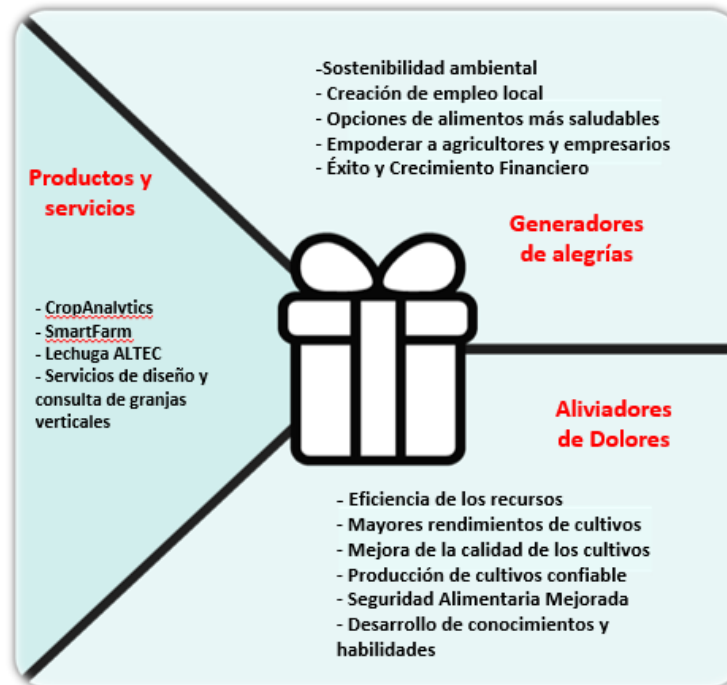 -Sostenibilidad ambiental
- Creación de empleo local
- Opciones de alimentos más saludables
- Empoderar a agricultores y empresarios
- Éxito y Crecimiento Financiero
Productos y
servicios
Generadores
de alegrías
- CropAnalytics
- SmartFarm
- Lechuga ALTEC
- Servicios de diseño y
consulta de granjas
verticales
Aliviadores
de Dolores
- Eficiencia de los recursos
- Mayores rendimientos de cultivos
- Mejora de la calidad de los cultivos
- Producción de cultivos confiable
- Seguridad Alimentaria Mejorada
- Desarrollo de conocimientos y
habilidades